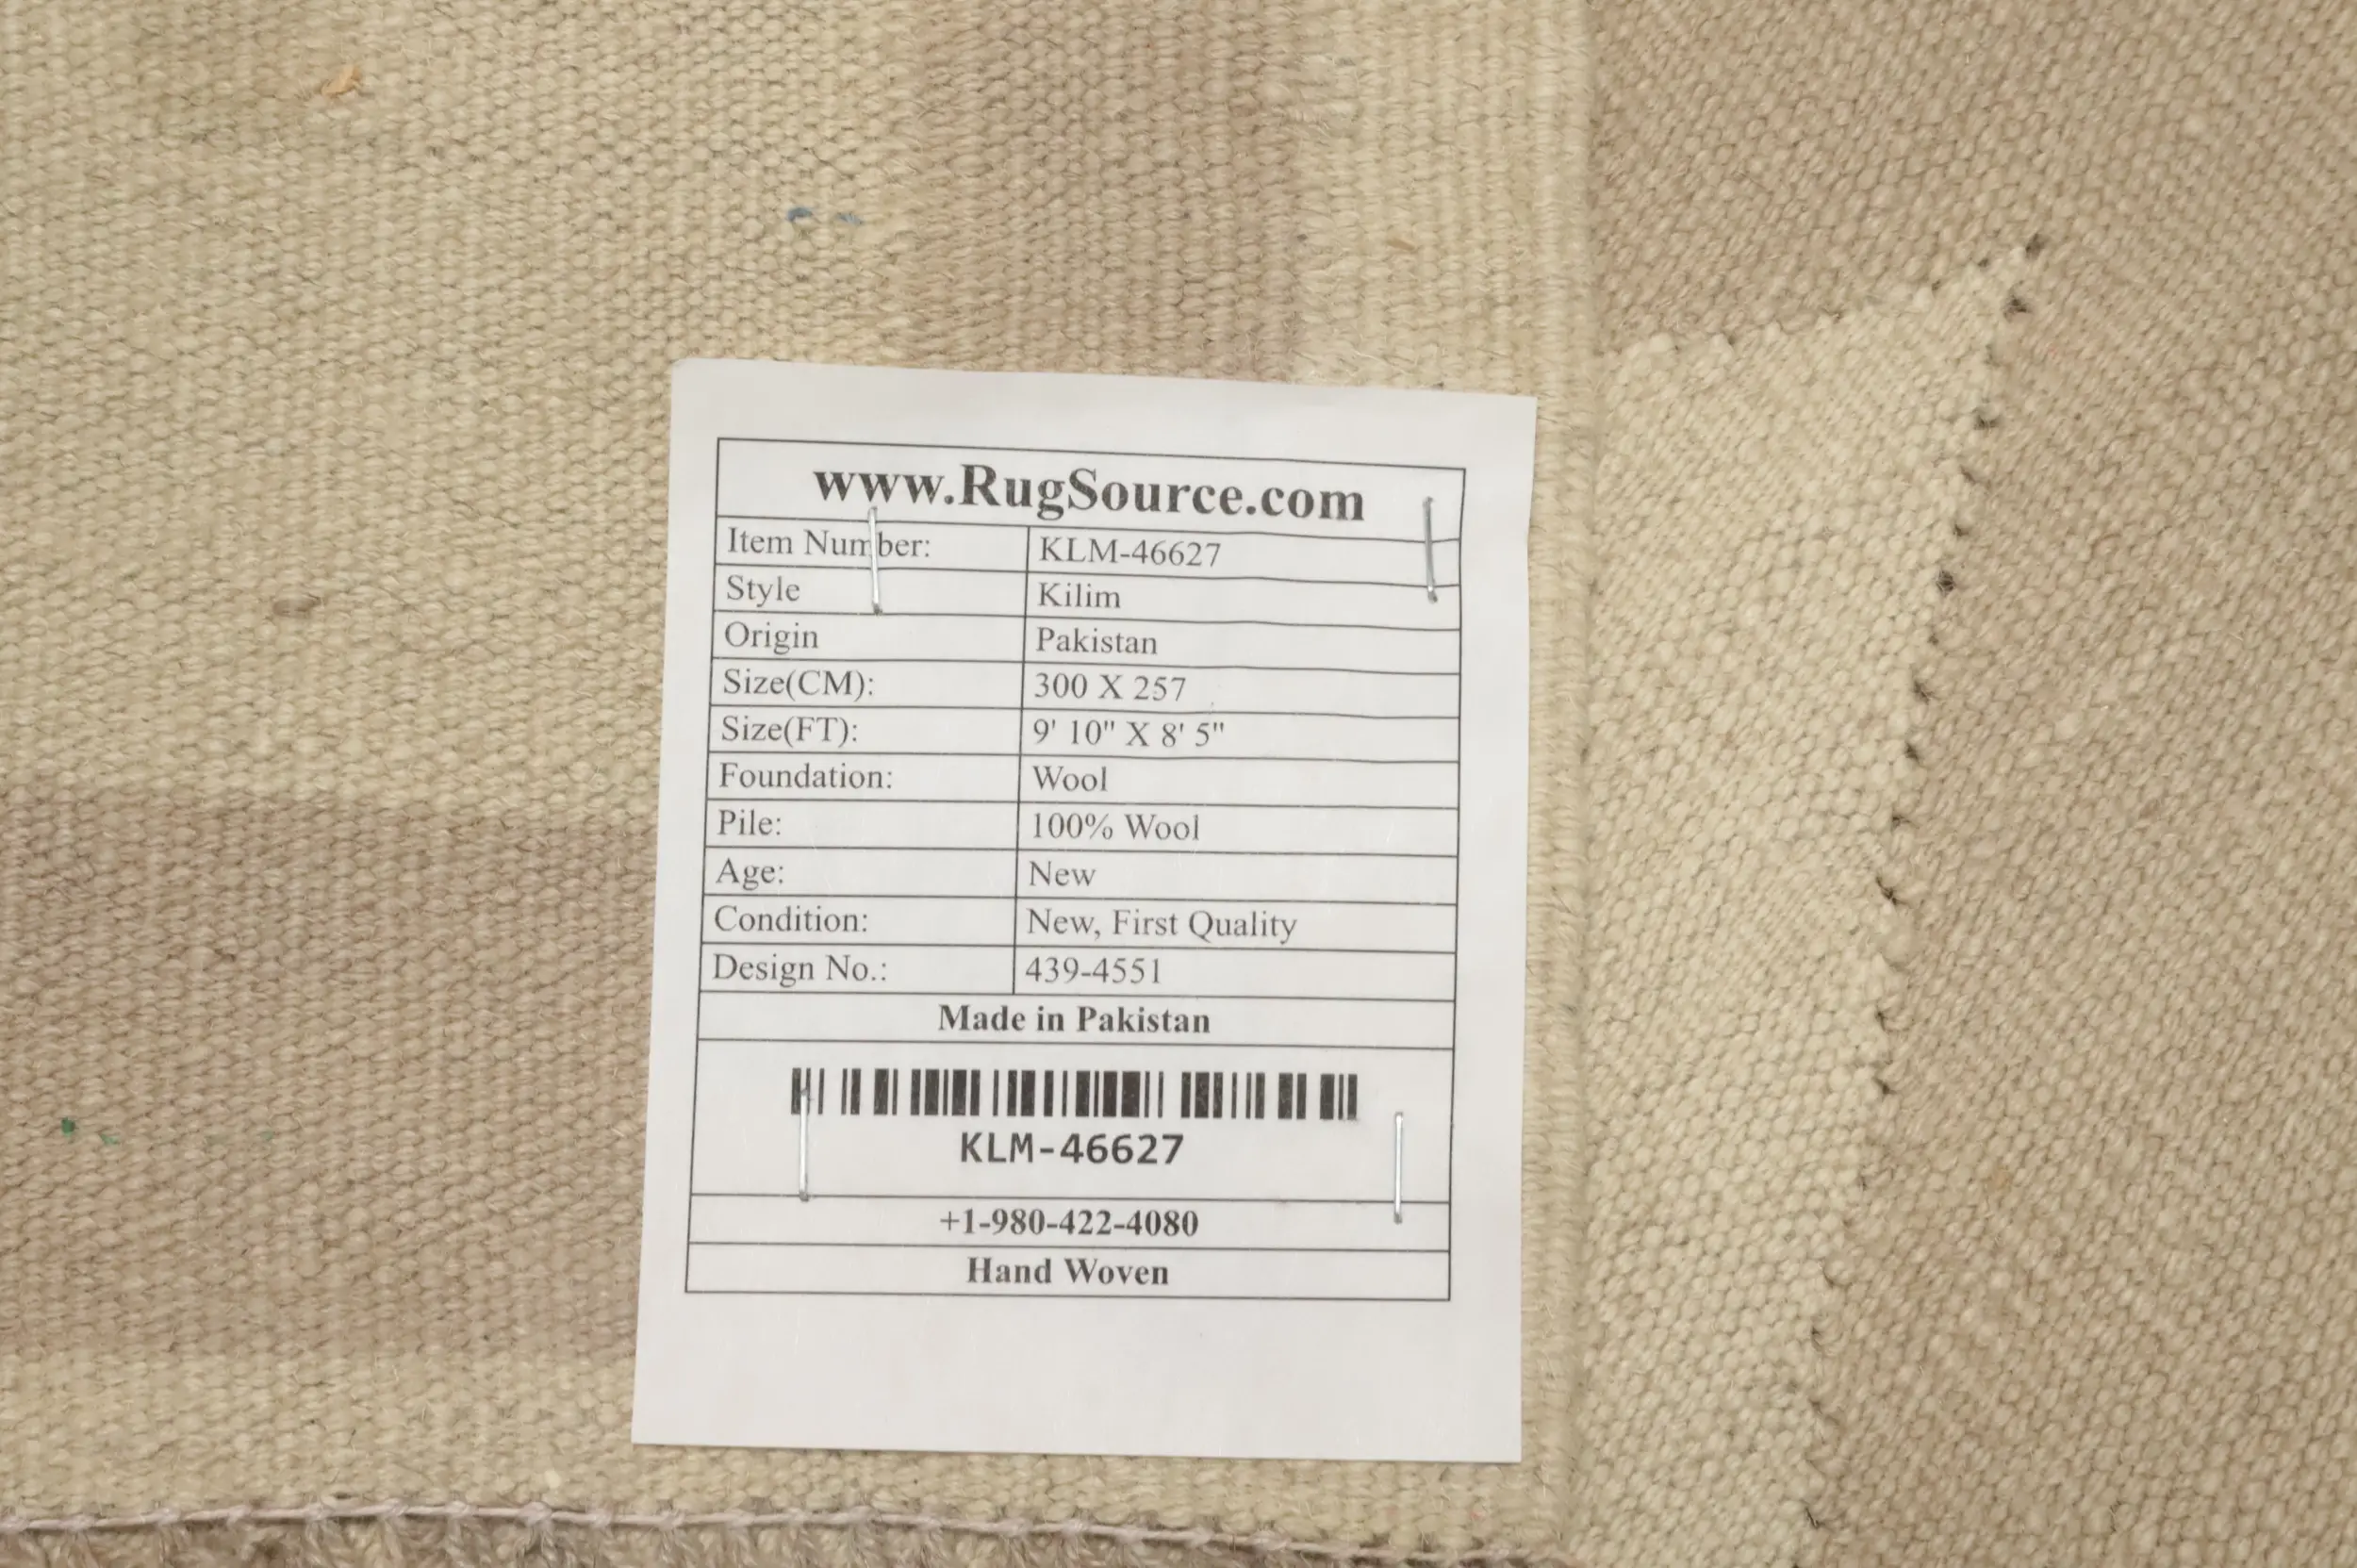 www.RugSource.com
Item Number: KLM-46627
Style Kilim
Origin Pakistan
Size(CM): 300 X 257
Size(FT): 9' 10" X 8' 5"
Foundation: Wool
Pile: 100% Wool
Age: New
Condition: New, First Quality
Design No.: 439-4551
Made in Pakistan
KLM-46627
+1-980-422-4080
Hand Woven